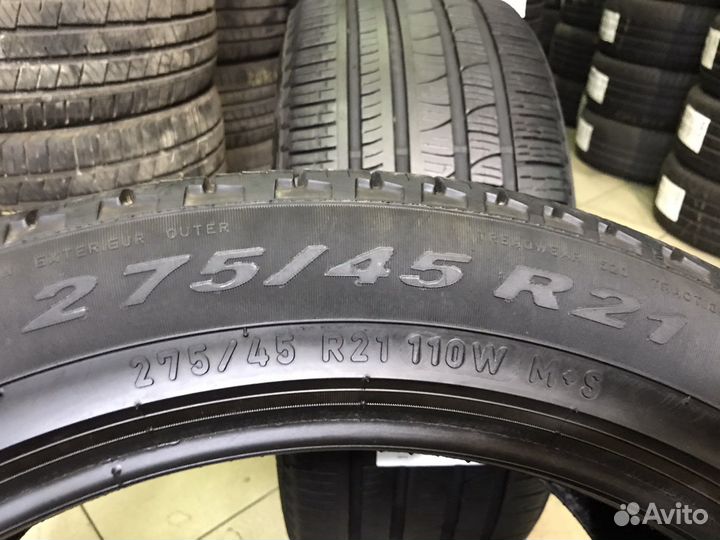 EXTERIEUR OUTER
TREADWEAR
275/45 R21
275/45 R21 110W M+S
Avito